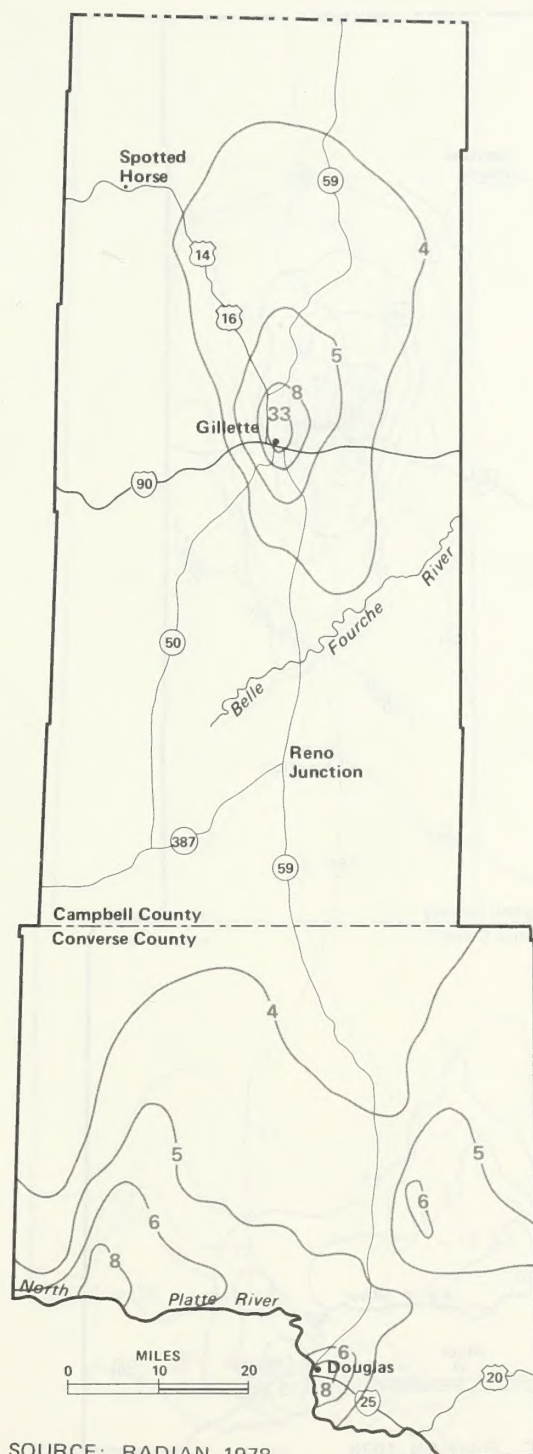 59
Spotted
Horse
4
14
16
5
8
33
Gillette
90
Belle Fourche River
50
Reno
Junction
387
59
Campbell County
Converse County
4
5
5
6
6
8
North Platte River
MILES
0 10 20
6
Douglas
8
20
25
SOURCE: RADIAN, 1978